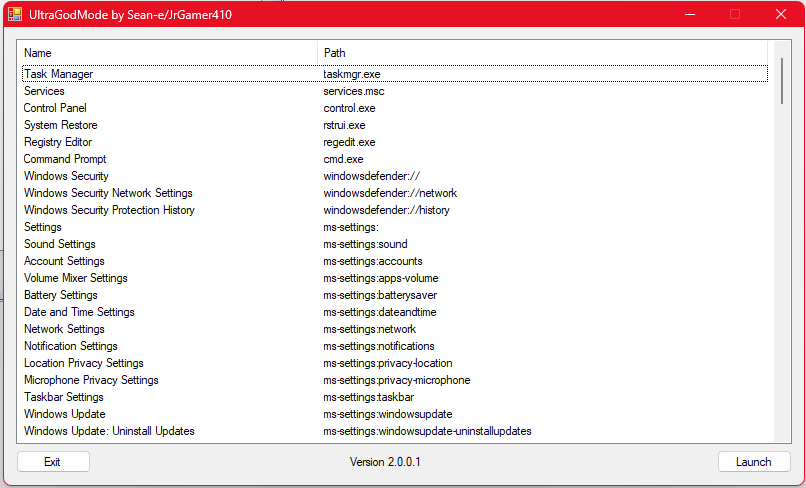 UltraGodMode by Sean-e/JrGamer410
Name Path
Task Manager taskmgr.exe
Services services.msc
Control Panel control.exe
System Restore rstrui.exe
Registry Editor regedit.exe
Command Prompt cmd.exe
Windows Security windowsdefender://
Windows Security Network Settings windowsdefender://network
Windows Security Protection History windowsdefender://history
Settings ms-settings:
Sound Settings ms-settings:sound
Account Settings ms-settings:accounts
Volume Mixer Settings ms-settings:apps-volume
Battery Settings ms-settings:batterysaver
Date and Time Settings ms-settings:dateandtime
Network Settings ms-settings:network
Notification Settings ms-settings:notifications
Location Privacy Settings ms-settings:privacy-location
Microphone Privacy Settings ms-settings:privacy-microphone
Taskbar Settings ms-settings:taskbar
Windows Update ms-settings:windowsupdate
Windows Update: Uninstall Updates ms-settings:windowsupdate-uninstallupdates
Exit Version 2.0.0.1 Launch